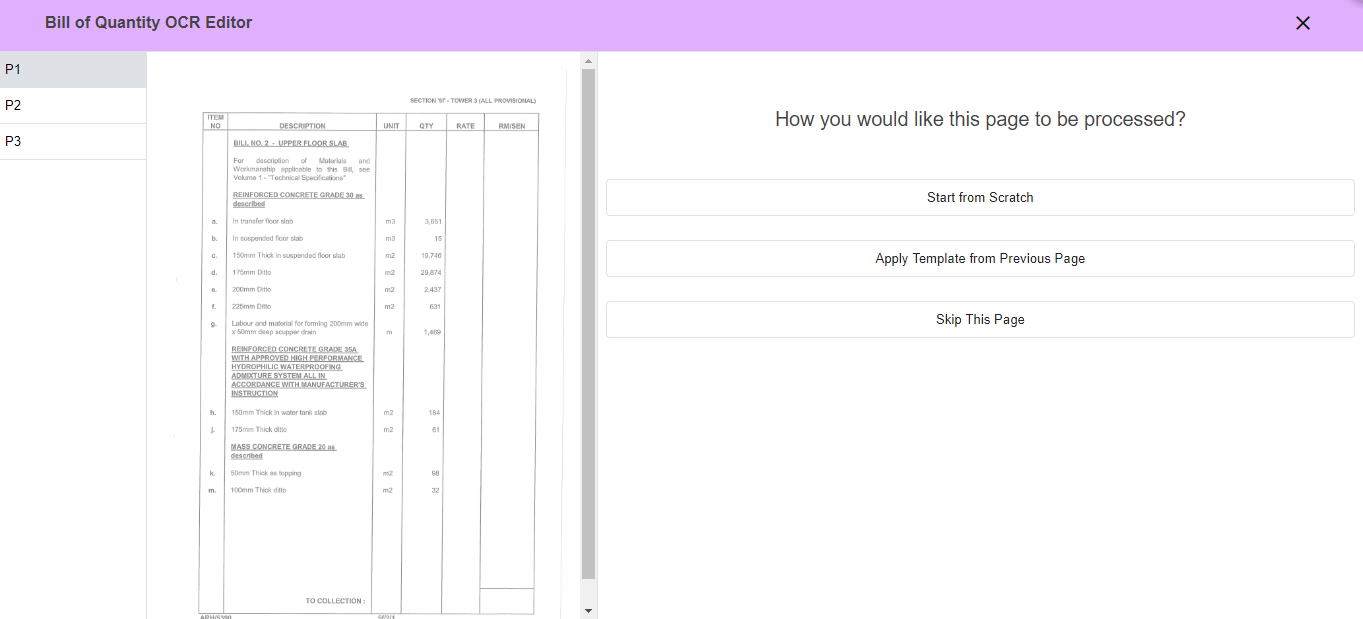 Bill of Quantity OCR Editor
P1
P2
P3
SECTION - TOWER 3 (ALL PROVISIONAL)
ITEM NO DESCRIPTION UNIT QTY RATE RM/SEN
BILL NO. 2 - UPPER FLOOR SLAB
For description of Materials and
Workmanship applicable to this Bill, see
Volume 1 - "Technical Specifications"
REINFORCED CONCRETE GRADE 30 as
described
a. In transfer floor slab m3 3,651
b. In suspended floor slab m3 15
c. 150mm Thick in suspended floor slab m2 19,746
d. 175mm Ditto m2 29,874
e. 200mm Ditto m2 2,437
f. 225mm Ditto m2 631
g. Labour and material for forming 200mm wide
x 50mm deep scupper drain m 1,469
REINFORCED CONCRETE GRADE 35A
WITH APPROVED HIGH PERFORMANCE
HYDROPHILIC WATERPROOFING
ADMIXTURE SYSTEM ALL IN
ACCORDANCE WITH MANUFACTURER'S
INSTRUCTION
h. 150mm Thick in water tank slab m2 184
j. 175mm Thick ditto m2 61
MASS CONCRETE GRADE 20 as
described
k. 50mm Thick as topping m2 98
m. 100mm Thick ditto m2 32
TO COLLECTION :
How you would like this page to be processed?
Start from Scratch
Apply Template from Previous Page
Skip This Page